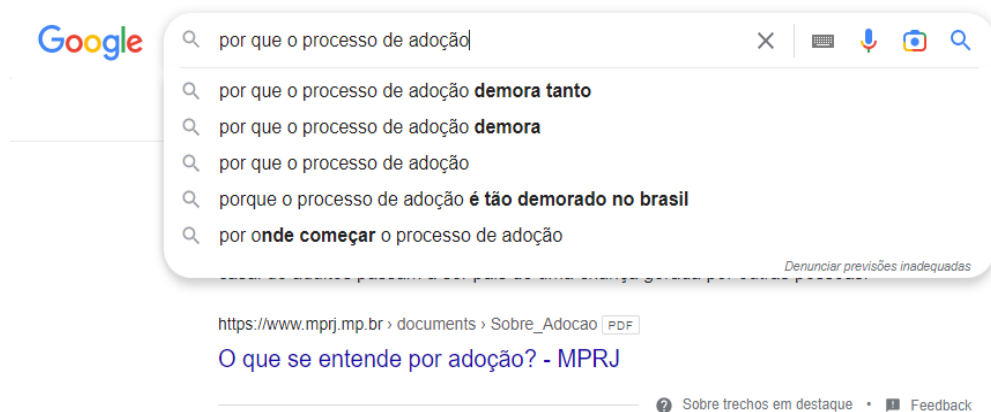 Google
por que o processo de adoção
por que o processo de adoção demora tanto
por que o processo de adoção demora
por que o processo de adoção
porque o processo de adoção é tão demorado no brasil
por onde começar o processo de adoção
Denunciar previsões inadequadas
https://www.mprj.mp.br › documents › Sobre_Adocao PDF
O que se entende por adoção? - MPRJ
Sobre trechos em destaque • Feedback